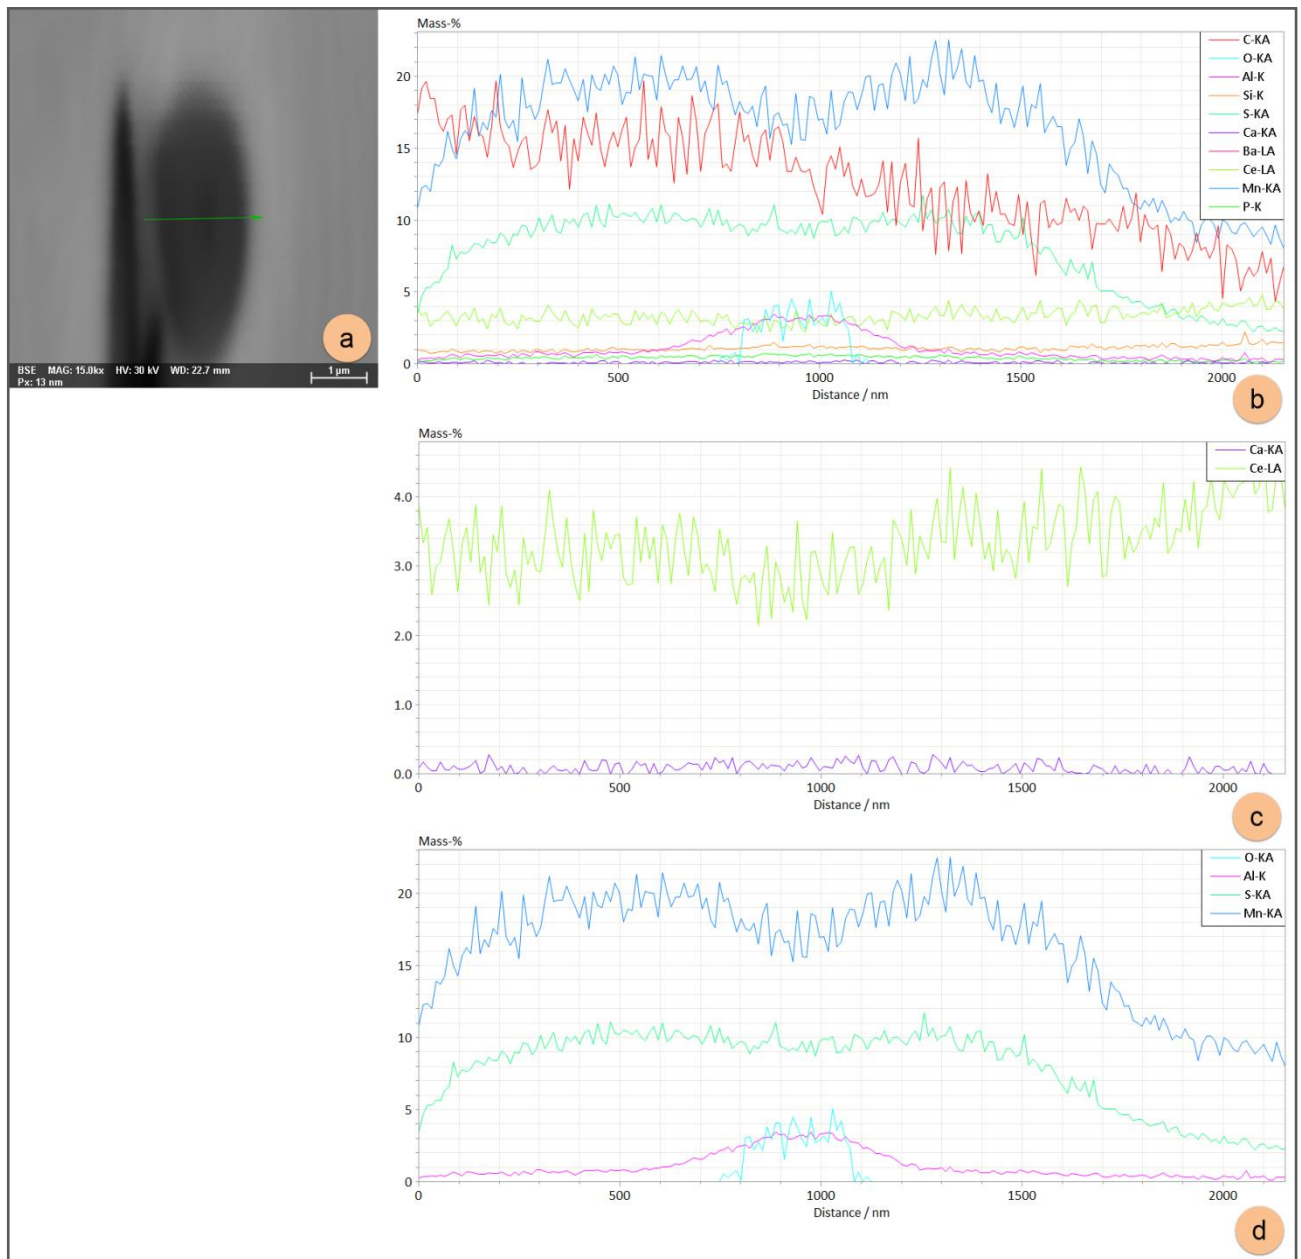 a
BSE MAG: 15.0kx HV: 30 kV WD: 22.7 mm
Px: 13 nm
1 µm
Mass-%
20
15
10
5
0
0 500 1000 1500 2000
Distance / nm
C-KA
O-KA
Al-K
Si-K
S-KA
Ca-KA
Ba-LA
Ce-LA
Mn-KA
P-K
b
Mass-%
4.0
3.0
2.0
1.0
0.0
0 500 1000 1500 2000
Distance / nm
Ca-KA
Ce-LA
c
Mass-%
20
15
10
5
0
0 500 1000 1500 2000
Distance / nm
O-KA
Al-K
S-KA
Mn-KA
d